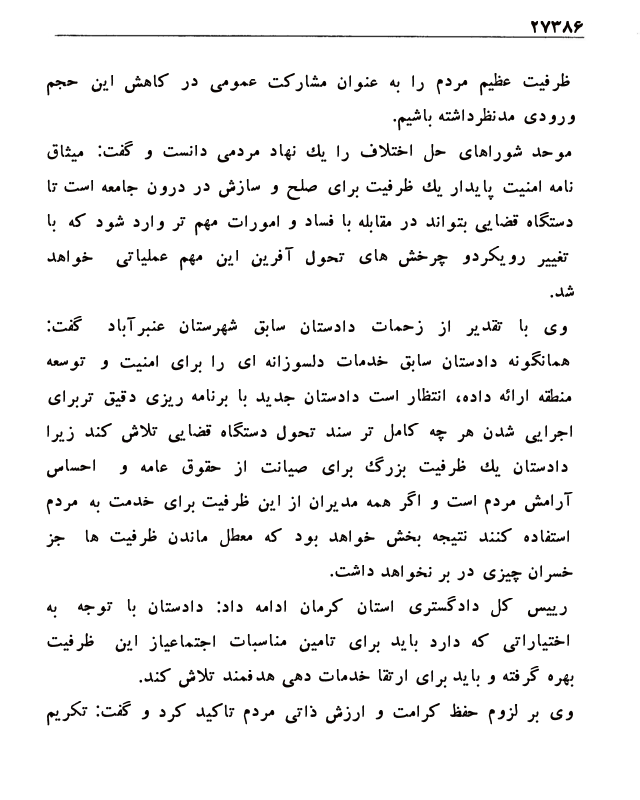 ۲۷۳۸۶
ظرفیت عظیم مردم را به عنوان مشارکت عمومی در کاهش این حجم
ورودی مدنظرداشته باشیم.
موحد شوراهای حل اختلاف را یك نهاد مردمی دانست و گفت: میثاق
نامه امنیت پایدار یك ظرفیت برای صلح و سازش در درون جامعه است تا
دستگاه قضایی بتواند در مقابله با فساد و امورات مهم تر وارد شود که با
تغییر رویکردو چرخش های تحول آفرین این مهم عملیاتی خواهد
شد.
وی با تقدیر از زحمات دادستان سابق شهرستان عنبرآباد گفت:
همانگونه دادستان سابق خدمات دلسوزانه ای را برای امنیت و توسعه
منطقه ارائه داده، انتظار است دادستان جدید با برنامه ریزی دقیق تربرای
اجرایی شدن هر چه کامل تر سند تحول دستگاه قضایی تلاش کند زیرا
دادستان یك ظرفیت بزرگ برای صیانت از حقوق عامه و احساس
آرامش مردم است و اگر همه مدیران از این ظرفیت برای خدمت به مردم
استفاده کنند نتیجه بخش خواهد بود که معطل ماندن ظرفیت ها جز
خسران چیزی در بر نخواهد داشت.
رییس کل دادگستری استان کرمان ادامه داد: دادستان با توجه به
اختیاراتی که دارد باید برای تامین مناسبات اجتماعیاز این ظرفیت
بهره گرفته و باید برای ارتقا خدمات دهی هدفمند تلاش کند.
وی بر لزوم حفظ کرامت و ارزش ذاتی مردم تاکید کرد و گفت: تکریم